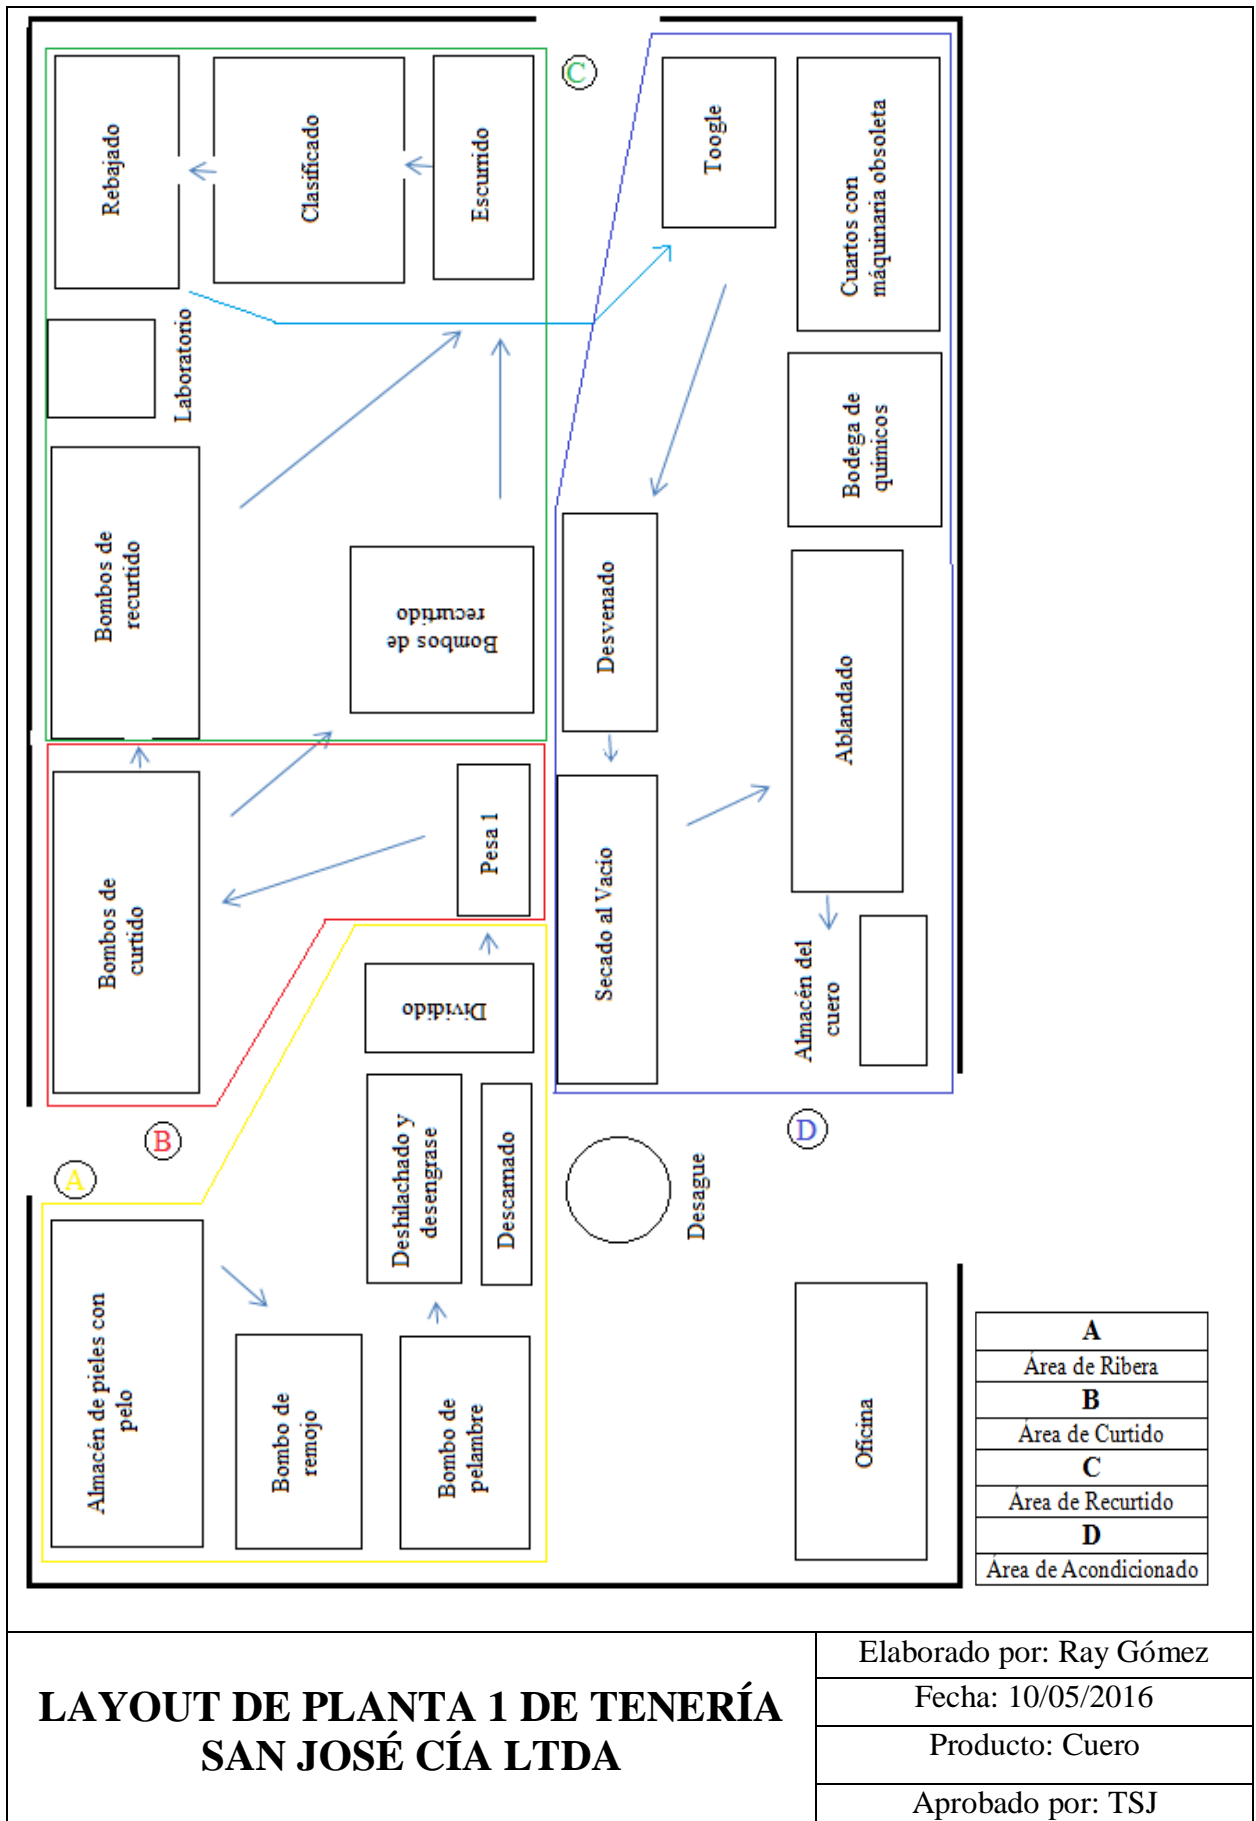 C
Rebajado
Clasificado
Escurrido
Toogle
Cuartos con
máquinaria obsoleta
Laboratorio
Bodega de
quimicos
Bombos de
recurtido
Bombos de
recurtido
Desvenado
Ablandado
Bombos de
curtido
Pesa 1
Secado al Vacio
Almacén del
cuero
Dividido
Deshilachado y
desengrase
Descarnado
B
A
D
Desague
Almacén de pieles con
pelo
Bombo de
remojo
Bombo de
pelambre
Oficina
A
Área de Ribera
B
Área de Curtido
C
Área de Recurtido
D
Área de Acondicionado
LAYOUT DE PLANTA 1 DE TENERÍA
SAN JOSÉ CÍA LTDA
Elaborado por: Ray Gómez
Fecha: 10/05/2016
Producto: Cuero
Aprobado por: TSJ